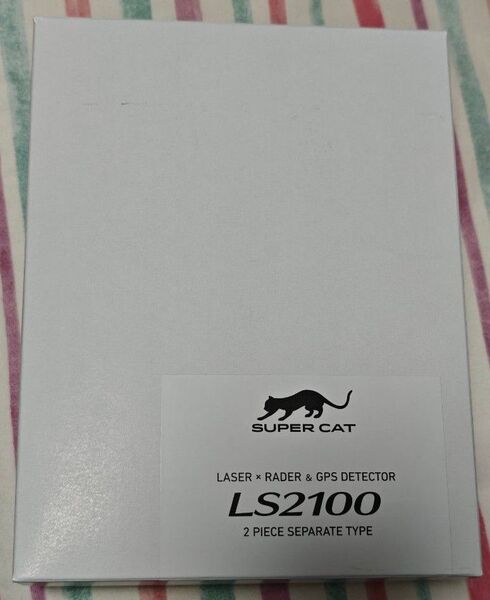 SUPER CAT
LASER × RADER & GPS DETECTOR
LS2100
2 PIECE SEPARATE TYPE